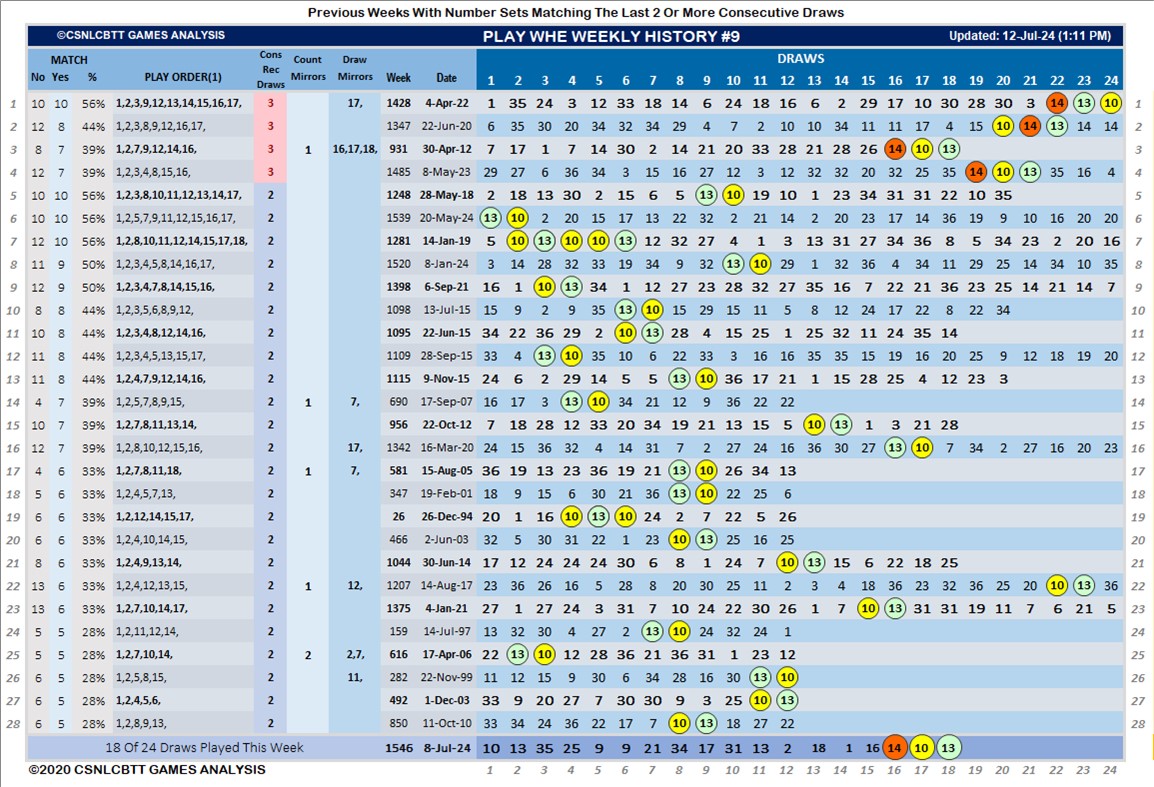 Previous Weeks With Number Sets Matching The Last 2 Or More Consecutive Draws
©CSNLCBTT GAMES ANALYSIS PLAY WHE WEEKLY HISTORY #9 Updated: 12-Jul-24 (1:11 PM)
MATCH Cons Rec Draws Count Mirrors Draw Mirrors DRAWS
No Yes % PLAY ORDER(1) Week Date 1 2 3 4 5 6 7 8 9 10 11 12 13 14 15 16 17 18 19 20 21 22 23 24
1 10 10 56% 1,2,3,9,12,13,14,15,16,17, 3 17, 1428 4-Apr-22 1 35 24 3 12 33 18 14 6 24 18 16 6 2 29 17 10 30 28 30 3 14 23 10 1
2 12 8 44% 1,2,3,8,9,12,16,17, 3 1347 22-Jun-20 6 35 30 20 34 32 34 29 4 7 2 10 10 34 11 11 17 4 15 10 14 23 14 14 2
3 8 7 39% 1,2,7,9,12,14,16, 3 1 16,17,18, 931 30-Apr-12 7 17 1 7 14 30 2 14 21 20 33 28 21 28 26 14 10 18 3
4 12 7 39% 1,2,3,4,8,15,16, 3 1485 8-May-23 29 27 6 36 34 3 15 16 27 12 3 12 32 32 20 32 25 35 14 10 13 35 16 4 4
5 10 10 56% 1,2,3,8,10,11,12,13,14,17, 2 1248 28-May-18 2 18 13 30 2 15 6 5 9 10 19 10 1 23 34 31 31 22 10 35 5
6 10 10 56% 1,2,5,7,9,11,12,15,16,17, 2 1539 20-May-24 13 10 2 20 15 17 13 22 32 2 21 14 2 20 23 17 14 36 19 9 10 16 20 20 6
7 12 10 56% 1,2,8,10,11,12,14,15,17,18, 2 1281 14-Jan-19 5 10 13 10 10 13 12 32 27 4 1 3 13 31 27 34 36 8 5 34 23 2 20 16 7
8 11 9 50% 1,2,3,4,5,8,14,16,17, 2 1520 8-Jan-24 3 14 28 32 33 19 34 9 32 13 10 29 1 32 36 4 34 11 29 25 14 34 10 35 8
9 12 9 50% 1,2,3,4,7,8,14,15,16, 2 1398 6-Sep-21 16 1 10 13 34 1 12 27 23 28 32 27 35 16 7 22 21 36 23 25 14 21 14 7 9
10 8 8 44% 1,2,3,5,6,8,9,12, 2 1098 13-Jul-15 15 9 2 9 35 13 10 15 29 15 11 5 8 12 24 17 22 8 22 34 10
11 10 8 44% 1,2,3,4,8,12,14,16, 2 1095 22-Jun-15 34 22 36 29 2 10 13 28 4 15 25 1 25 32 11 24 35 14 11
12 11 8 44% 1,2,3,4,5,13,15,17, 2 1109 28-Sep-15 33 4 13 10 35 10 6 22 33 3 16 16 35 35 15 19 16 20 25 9 12 18 19 20 12
13 11 8 44% 1,2,4,7,9,12,14,16, 2 1115 9-Nov-15 24 6 2 29 14 5 5 13 10 36 17 21 1 15 28 25 4 12 23 3 13
14 4 7 39% 1,2,5,7,8,9,15, 2 1 7, 690 17-Sep-07 16 17 3 13 10 34 21 12 9 36 22 22 14
15 10 7 39% 1,2,7,8,11,13,14, 2 956 22-Oct-12 7 18 28 12 33 20 34 19 21 13 15 5 10 13 1 3 21 28 15
16 12 7 39% 1,2,8,10,12,15,16, 2 17, 1342 16-Mar-20 24 15 36 32 4 14 31 7 2 27 24 16 36 30 27 13 10 7 34 2 27 16 20 23 16
17 4 6 33% 1,2,7,8,11,18, 2 1 7, 581 15-Aug-05 36 19 13 23 36 19 21 13 10 26 34 13 17
18 5 6 33% 1,2,4,5,7,13, 2 347 19-Feb-01 18 9 15 6 30 21 36 13 10 22 25 6 18
19 6 6 33% 1,2,12,14,15,17, 2 26 26-Dec-94 20 1 16 10 13 10 24 2 7 22 5 26 19
20 6 6 33% 1,2,4,10,14,15, 2 466 2-Jun-03 32 5 30 31 22 1 23 10 13 25 16 25 20
21 8 6 33% 1,2,4,9,13,14, 2 1044 30-Jun-14 17 12 24 24 24 30 6 8 1 24 7 10 13 15 6 22 18 25 21
22 13 6 33% 1,2,4,12,13,15, 2 1 12, 1207 14-Aug-17 23 36 26 16 5 28 8 20 30 25 11 2 3 4 18 36 23 32 36 25 20 10 13 36 22
23 13 6 33% 1,2,7,10,14,17, 2 1375 4-Jan-21 27 1 27 24 3 31 7 10 24 22 30 26 1 7 10 13 31 31 19 11 7 6 21 5 23
24 5 5 28% 1,2,11,12,14, 2 159 14-Jul-97 13 32 30 4 27 2 13 10 24 32 24 1 24
25 5 5 28% 1,2,7,10,14, 2 2 2,7, 616 17-Apr-06 22 13 10 12 28 36 21 36 31 1 23 12 25
26 6 5 28% 1,2,5,8,15, 2 11, 282 22-Nov-99 11 12 15 9 30 6 34 28 16 30 13 10 26
27 6 5 28% 1,2,4,5,6, 2 492 1-Dec-03 33 9 20 27 7 30 30 9 3 25 10 13 27
28 6 5 28% 1,2,8,9,13, 2 850 11-Oct-10 33 34 24 36 22 17 7 10 13 18 27 22 28
18 Of 24 Draws Played This Week 1546 8-Jul-24 10 13 35 25 9 9 21 34 17 31 13 2 18 1 16 14 10 18
©2020 CSNLCBTT GAMES ANALYSIS 1 2 3 4 5 6 7 8 9 10 11 12 13 14 15 16 17 18 19 20 21 22 23 24